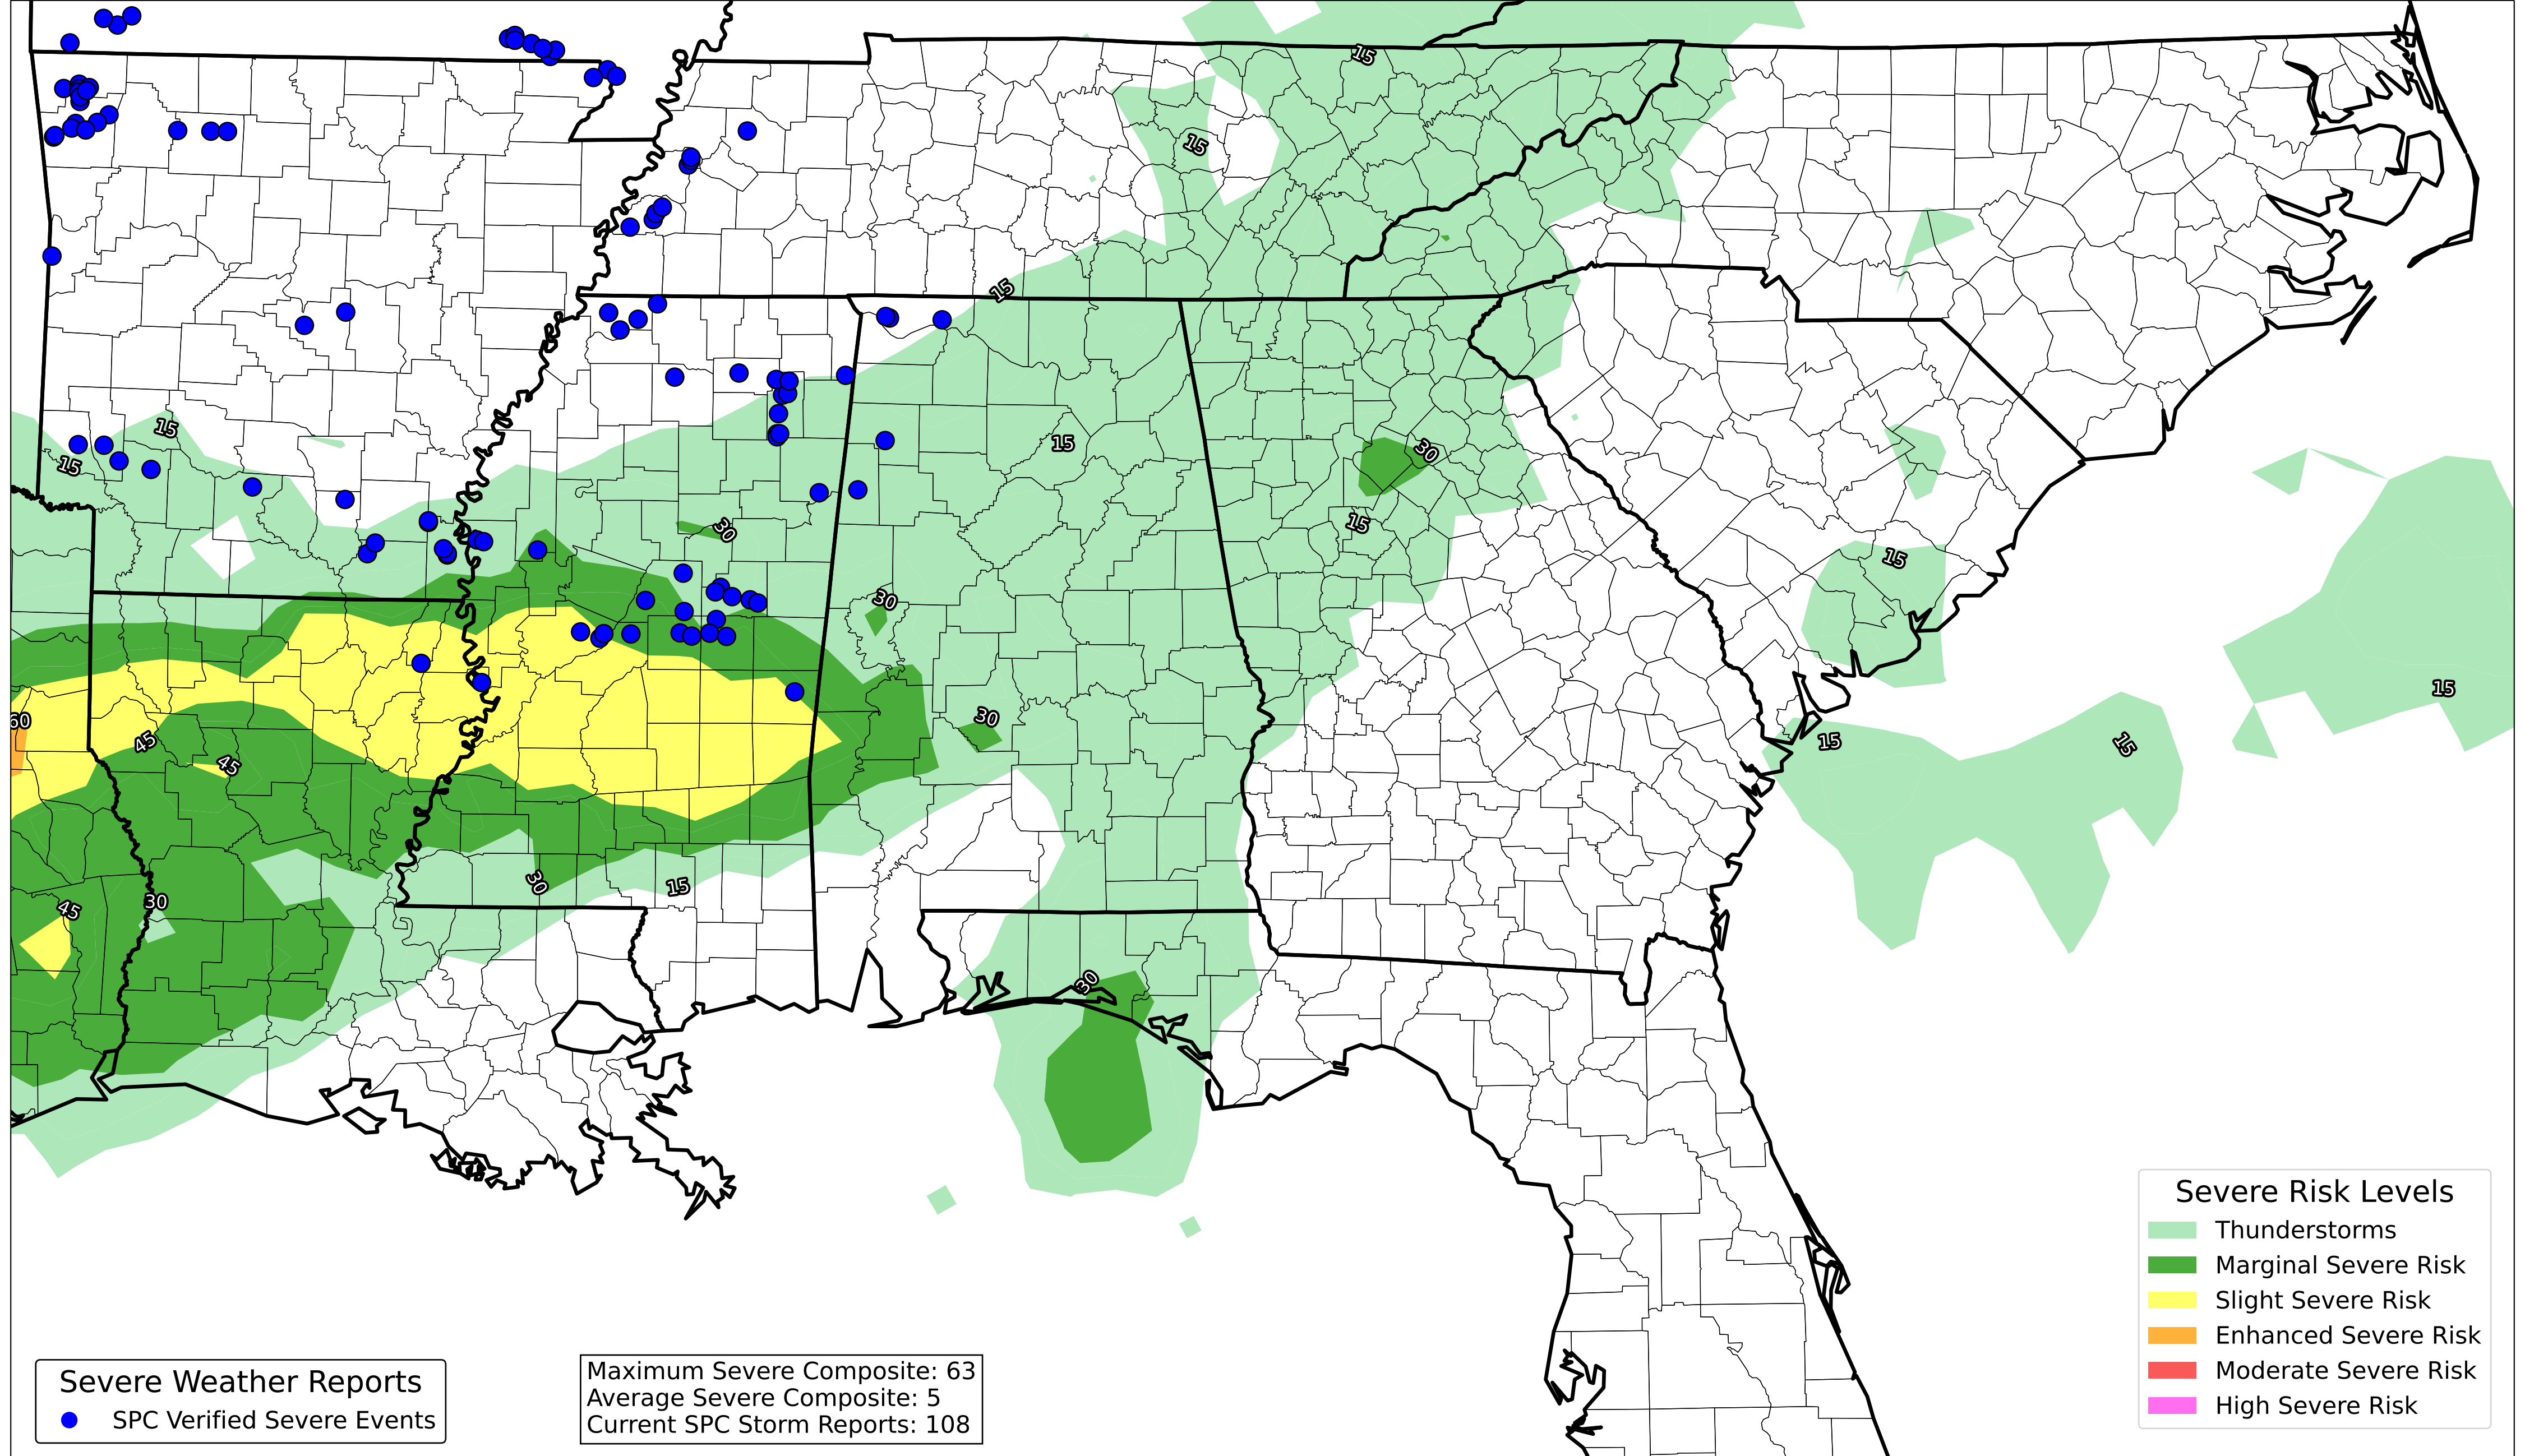 15
15
15
15
15
15
30
15
30
30
15
15
30
15
60
45
45
15
15
30
15
30
45
30
Severe Risk Levels
Thunderstorms
Marginal Severe Risk
Slight Severe Risk
Enhanced Severe Risk
Moderate Severe Risk
High Severe Risk
Severe Weather Reports
SPC Verified Severe Events
Maximum Severe Composite: 63
Average Severe Composite: 5
Current SPC Storm Reports: 108